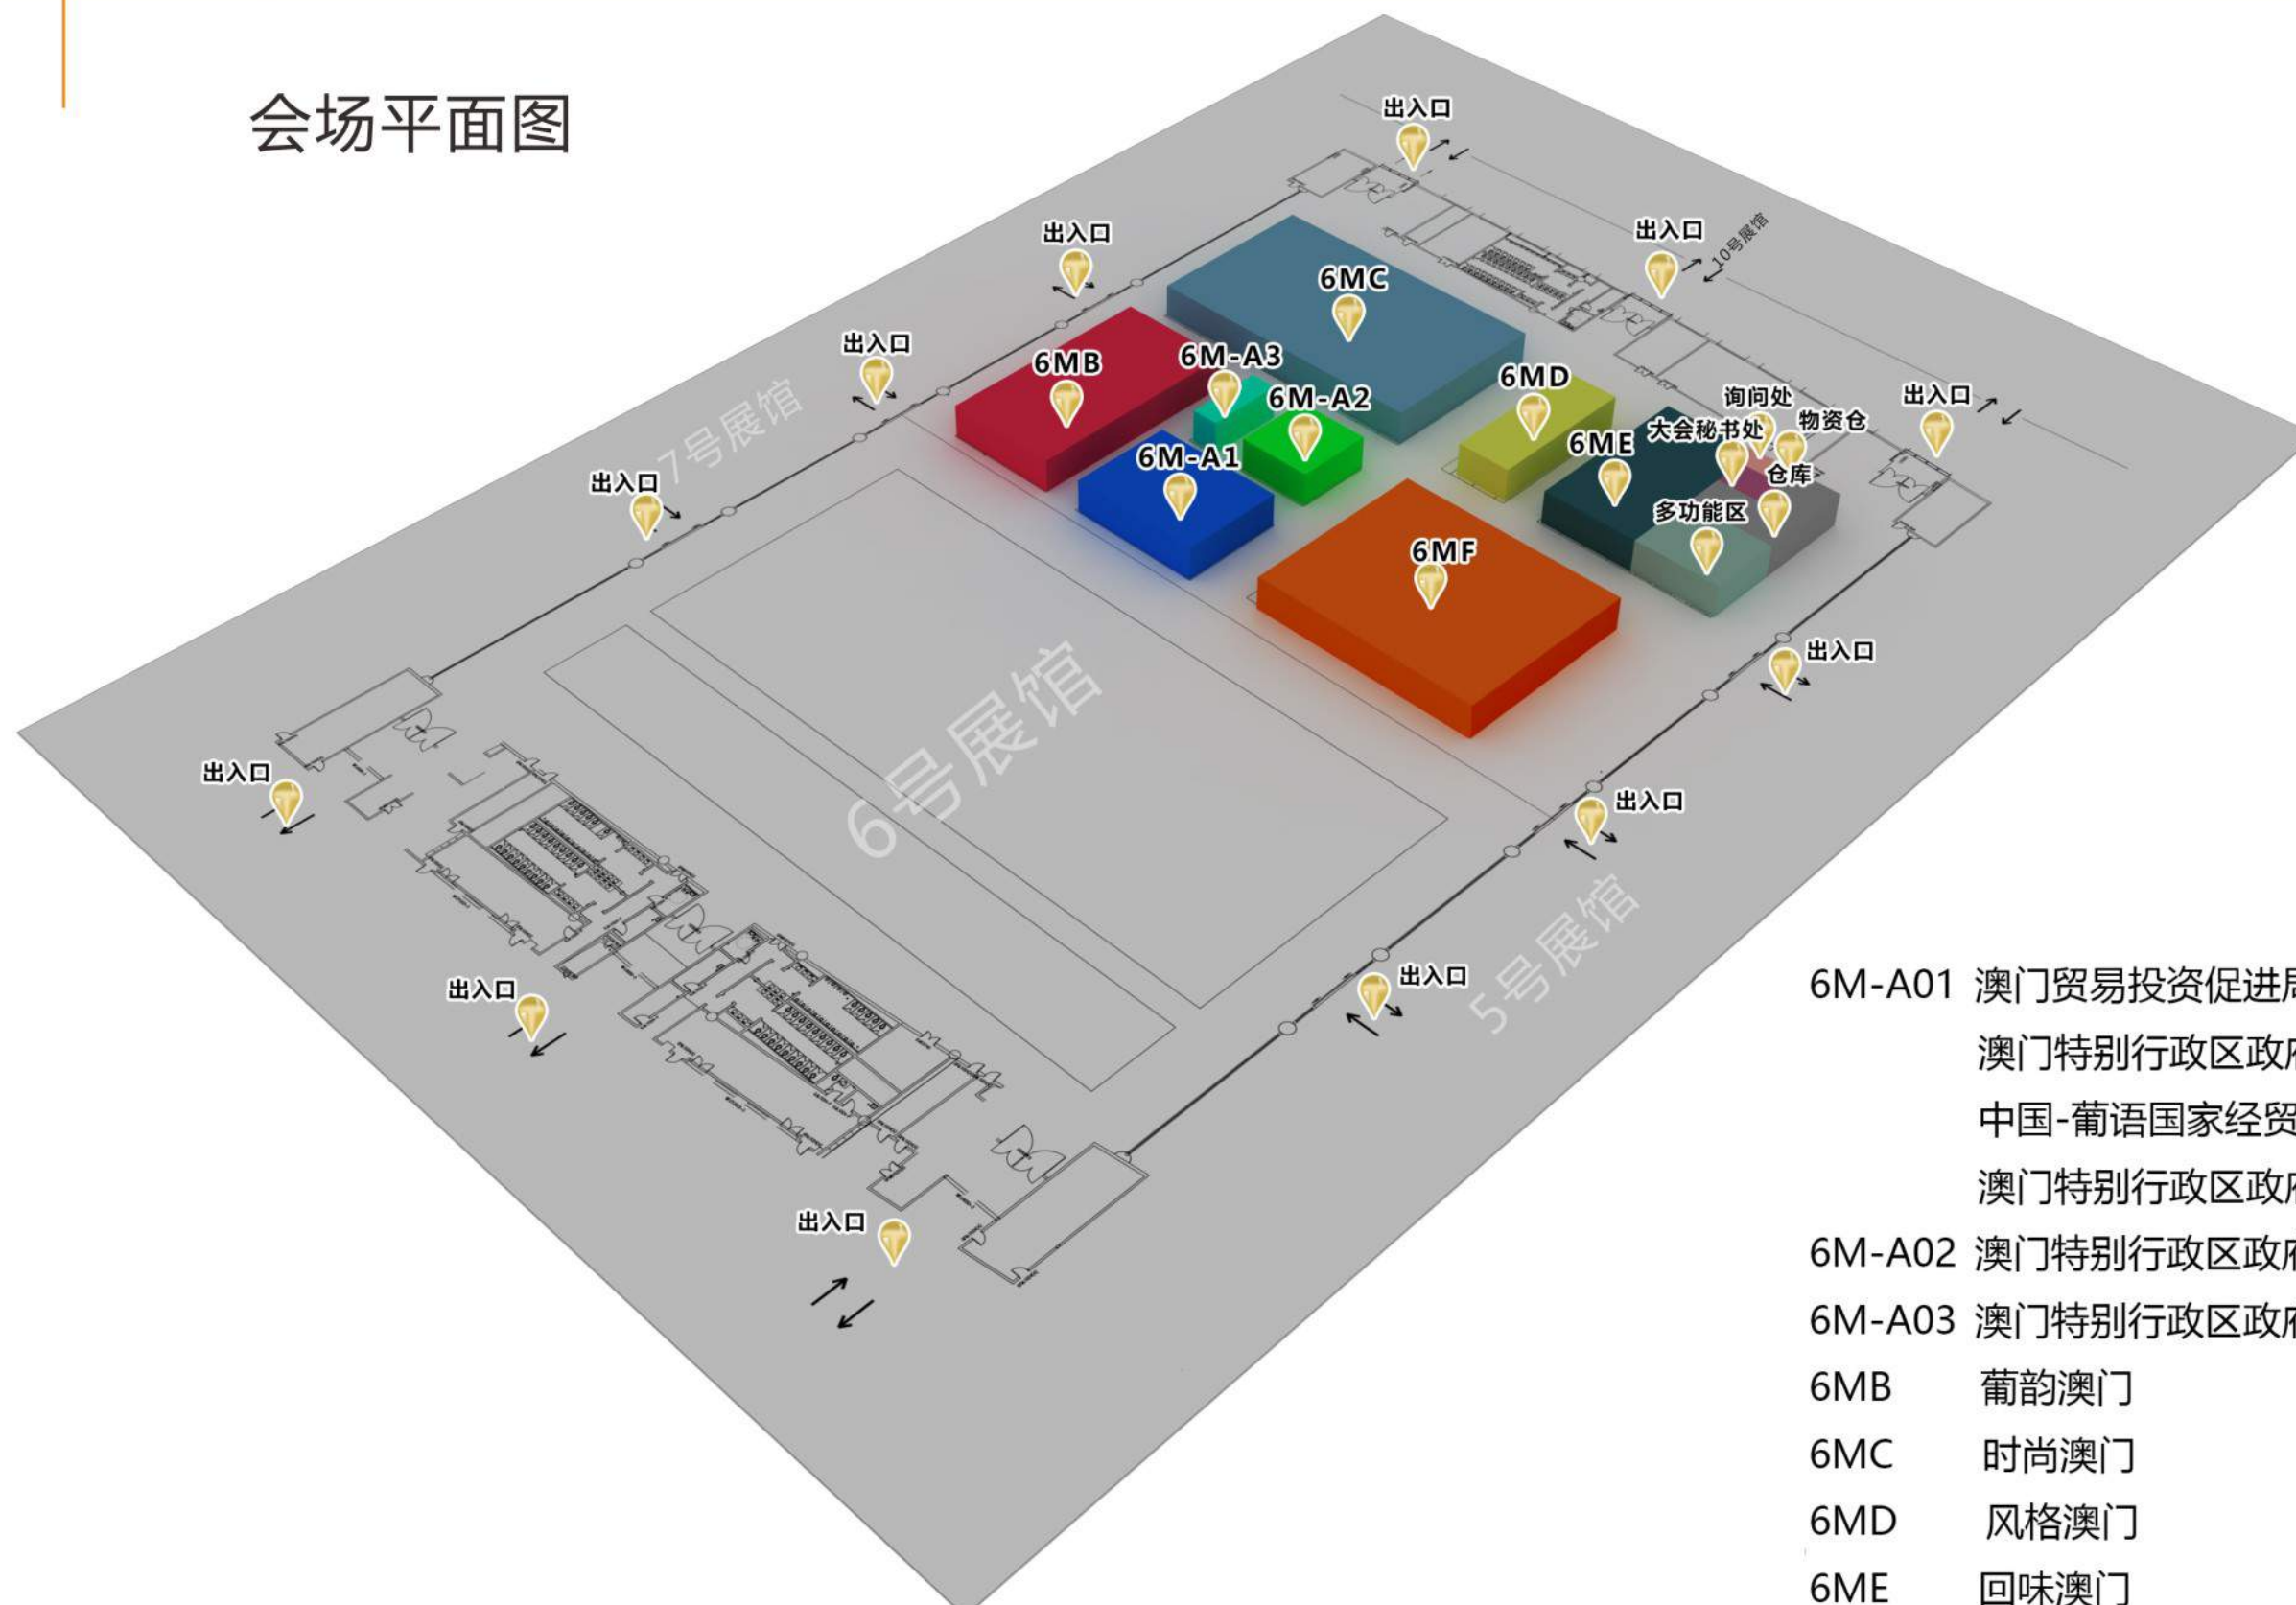 会场平面图
出入口
出入口
10号展馆
出入口
6MC
出入口
6MB
6M-A3
6M-A2
6MD
询问处
出入口
物资仓
大会秘书处
7号展馆
6ME
6M-A1
仓库
出入口
多功能区
6MF
出入口
6号展馆
出入口
出入口
5号展馆
出入口
出入口
出入口
6M-A01 澳门贸易投资促进
澳门特别行政区政
中国-葡语国家经贸
澳门特别行政区政
6M-A02 澳门特别行政区政
6M-A03 澳门特别行政区政
6MB 葡韵澳门
6MC 时尚澳门
6MD 风格澳门
6ME 回味澳门